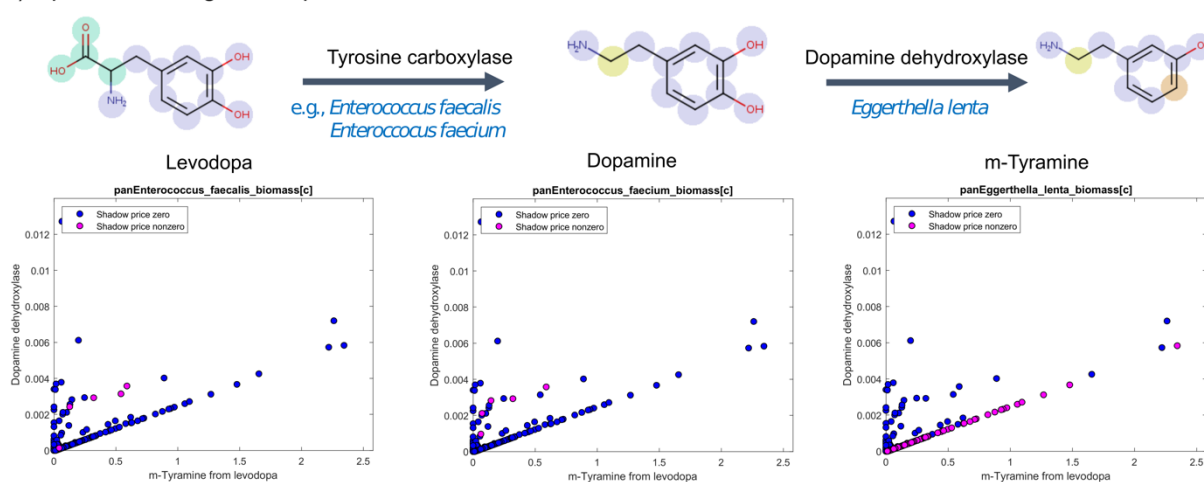 O
HO
NH₂
OH
OH
Tyrosine carboxylase
e.g., Enterococcus faecalis
Enteroccocus faecium
H₂N
OH
OH
Dopamine dehydroxylase
Eggerthella lenta
H₂N
Levodopa
Dopamine
m-Tyramine
panEnterococcus_faecalis_biomass[c]
Shadow price zero
Shadow price nonzero
Dopamine dehydroxylase
0.012
0.01
0.008
0.006
0.004
0.002
0
0 0.5 1 1.5 2 2.5
m-Tyramine from levodopa
panEnterococcus_faecium_biomass[c]
Shadow price zero
Shadow price nonzero
Dopamine dehydroxylase
0.012
0.01
0.008
0.006
0.004
0.002
0
0 0.5 1 1.5 2 2.5
m-Tyramine from levodopa
panEggerthella_lenta_biomass[c]
Shadow price zero
Shadow price nonzero
Dopamine dehydroxylase
0.012
0.01
0.008
0.006
0.004
0.002
0
0 0.5 1 1.5 2 2.5
m-Tyramine from levodopa